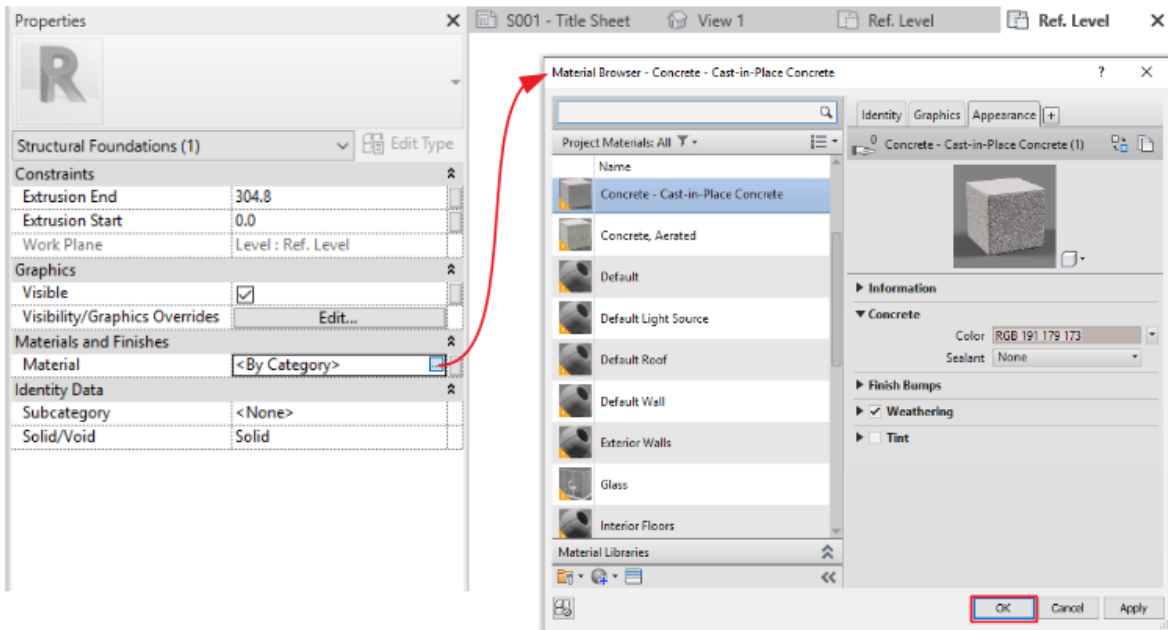 Properties
S001 - Title Sheet
View 1
Ref. Level
Ref. Level
R
Structural Foundations (1)
Edit Type
Constraints
Extrusion End 304.8
Extrusion Start 0.0
Work Plane Level : Ref. Level
Graphics
Visible
Visibility/Graphics Overrides Edit...
Materials and Finishes
Material <By Category>
Identity Data
Subcategory <None>
Solid/Void Solid
Material Browser - Concrete - Cast-in-Place Concrete ?
Project Materials: All
Name
Concrete - Cast-in-Place Concrete
Concrete, Aerated
Default
Default Light Source
Default Roof
Default Wall
Exterior Walls
Glass
Interior Floors
Material Libraries
Identity Graphics Appearance
0 Concrete - Cast-in-Place Concrete (1)
Information
Concrete
Color RGB 191 179 173
Sealant None
Finish Bumps
Weathering
Tint
OK Cancel Apply